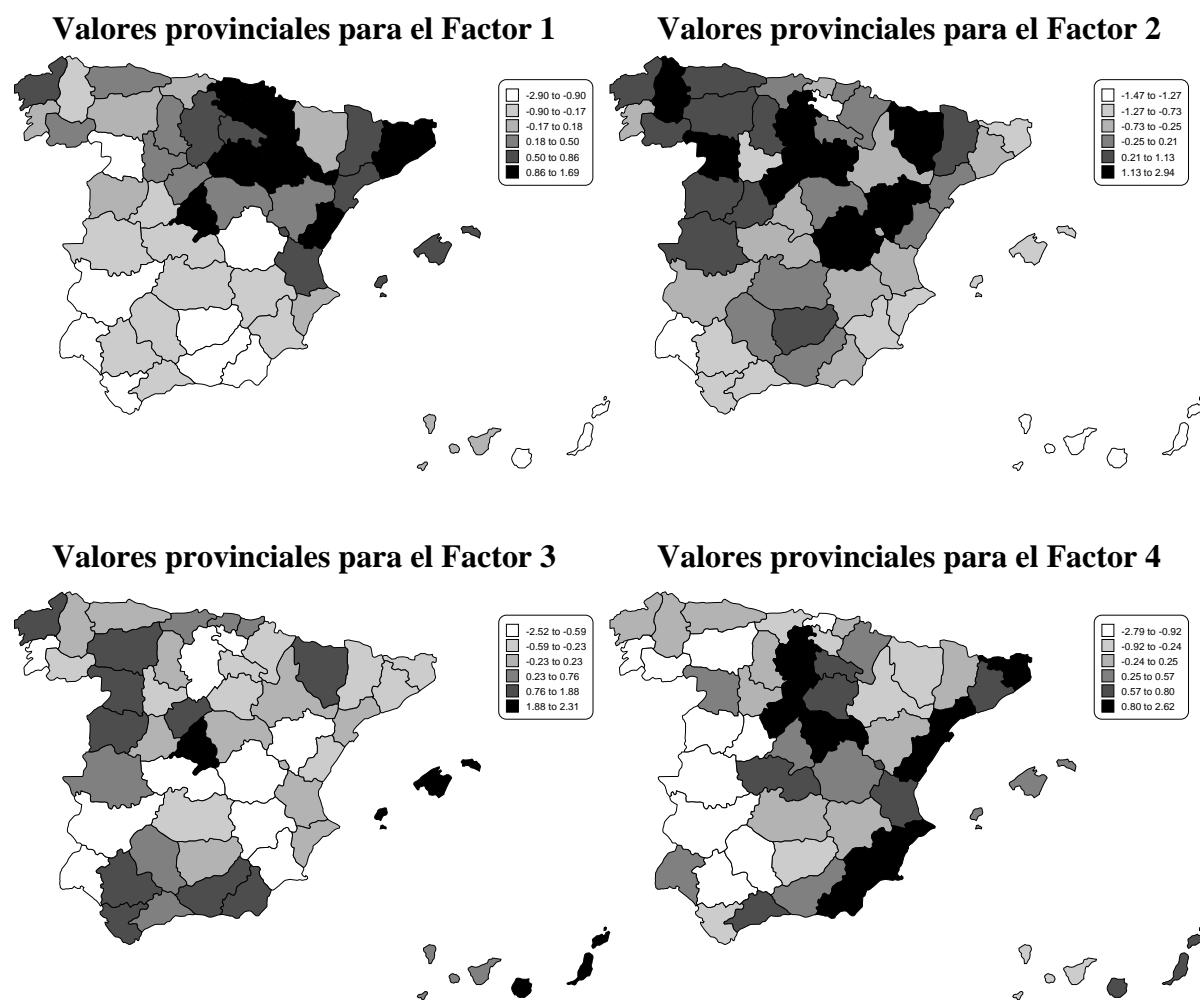 Valores provinciales para el Factor 1
-2.90 to -0.90
-0.90 to -0.17
-0.17 to 0.18
0.18 to 0.50
0.50 to 0.86
0.86 to 1.69
Valores provinciales para el Factor 2
-1.47 to -1.27
-1.27 to -0.73
-0.73 to -0.25
-0.25 to 0.21
0.21 to 1.13
1.13 to 2.94
Valores provinciales para el Factor 3
-2.52 to -0.59
-0.59 to -0.23
-0.23 to 0.23
0.23 to 0.76
0.76 to 1.88
1.88 to 2.31
Valores provinciales para el Factor 4
-2.79 to -0.92
-0.92 to -0.24
-0.24 to 0.25
0.25 to 0.57
0.57 to 0.80
0.80 to 2.62